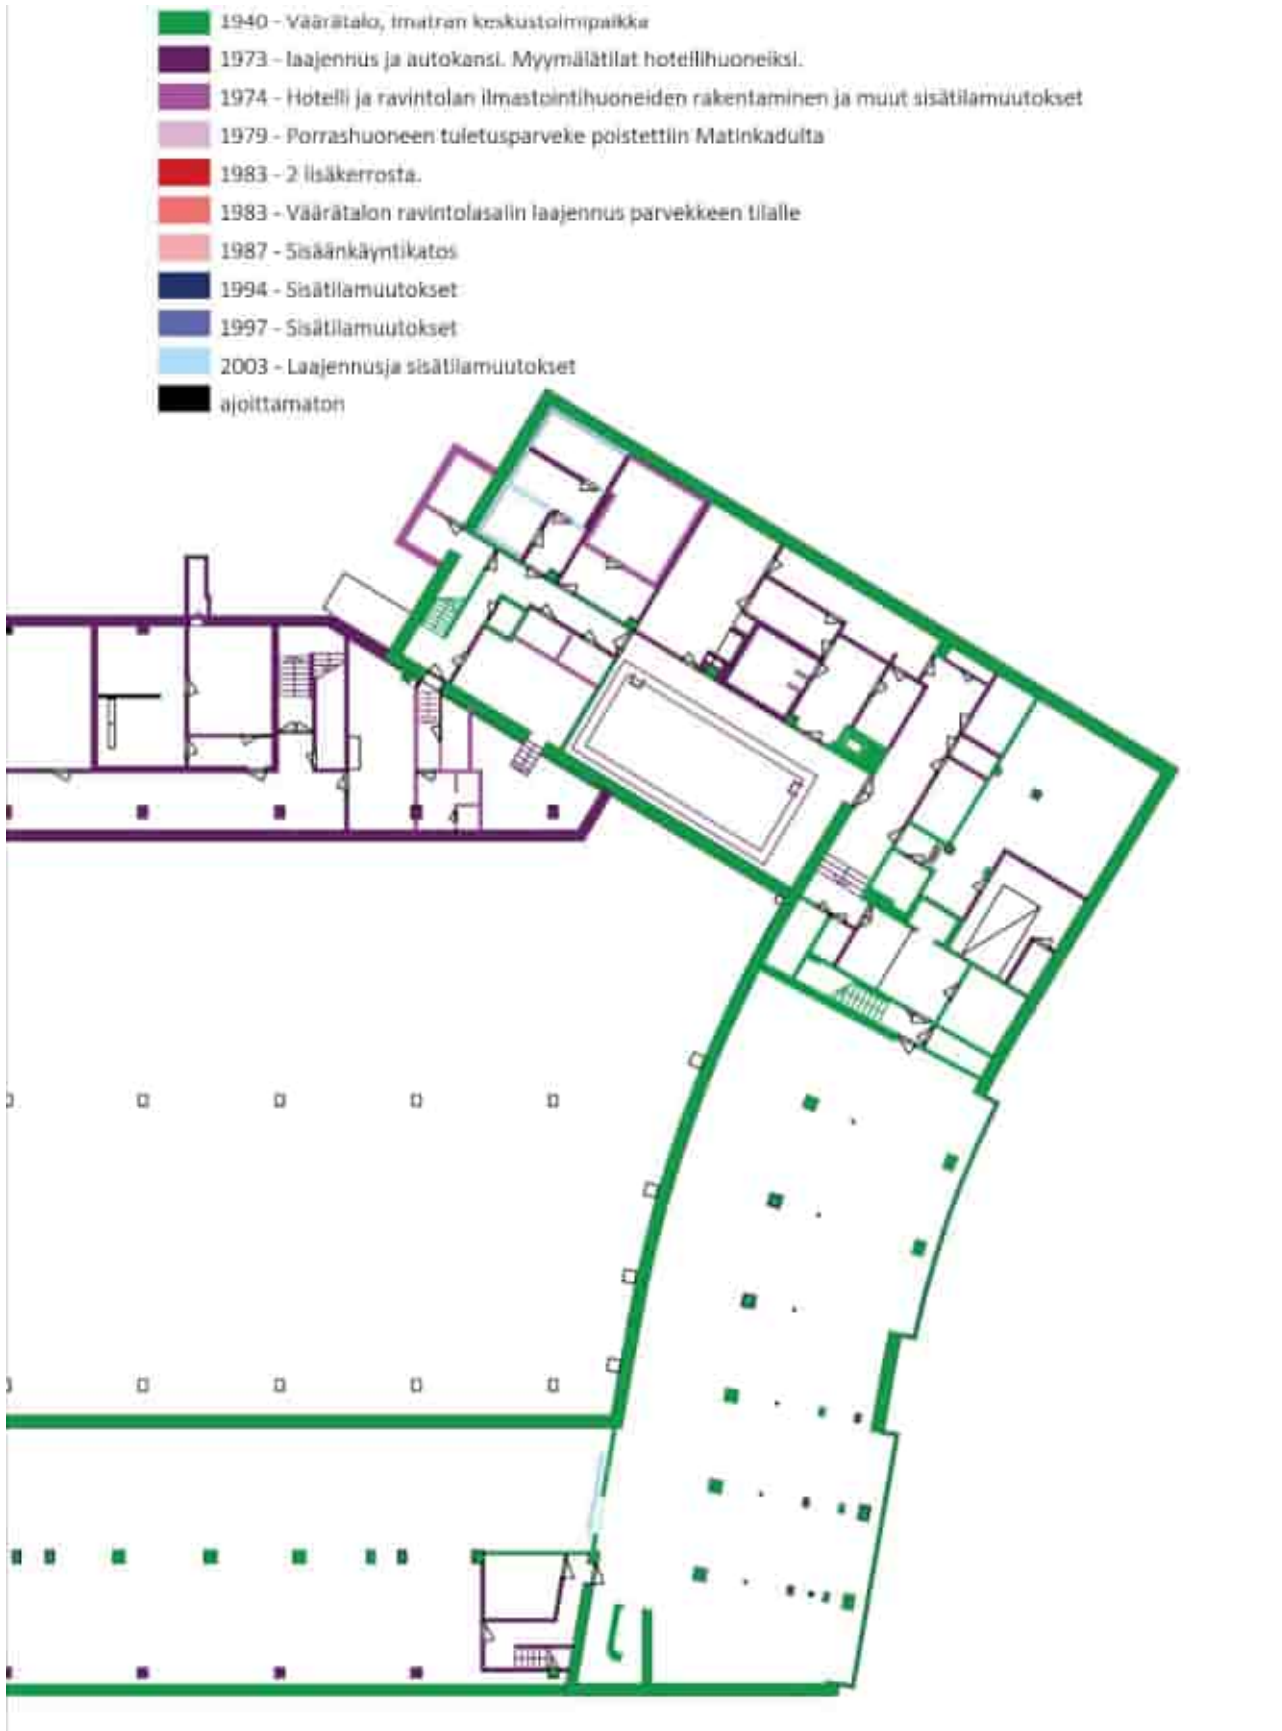 1940 - Väärätalo, Imatran keskustoimipaikka
1973 - laajennus ja autokansi. Myymälätilat hotellihuoneiksi.
1974 - Hotelli ja ravintolan ilmastointihuoneiden rakentaminen ja muut sisätilamuutokset
1979 - Porrashuoneen tuletusparveke poistettiin Matinkadulta
1983 - 2 lisäkerrosta.
1983 - Väärätalon ravintolasalin laajennus parvekkeen tilalle
1987 - Sisäänkäyntikatos
1994 - Sisätilamuutokset
1997 - Sisätilamuutokset
2003 - Laajennusja sisätilamuutokset
ajoittamaton